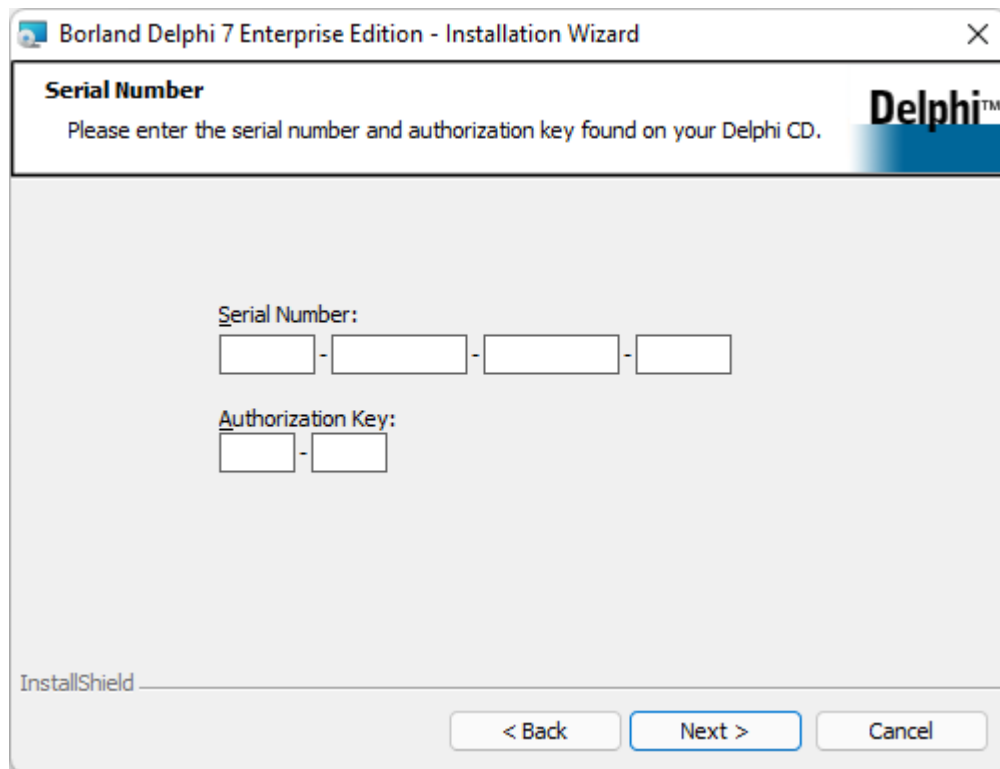 Borland Delphi 7 Enterprise Edition - Installation Wizard
Serial Number
Please enter the serial number and authorization key found on your Delphi CD.
Delphi™
Serial Number:
- - -
Authorization Key:
-
InstallShield
< Back Next > Cancel